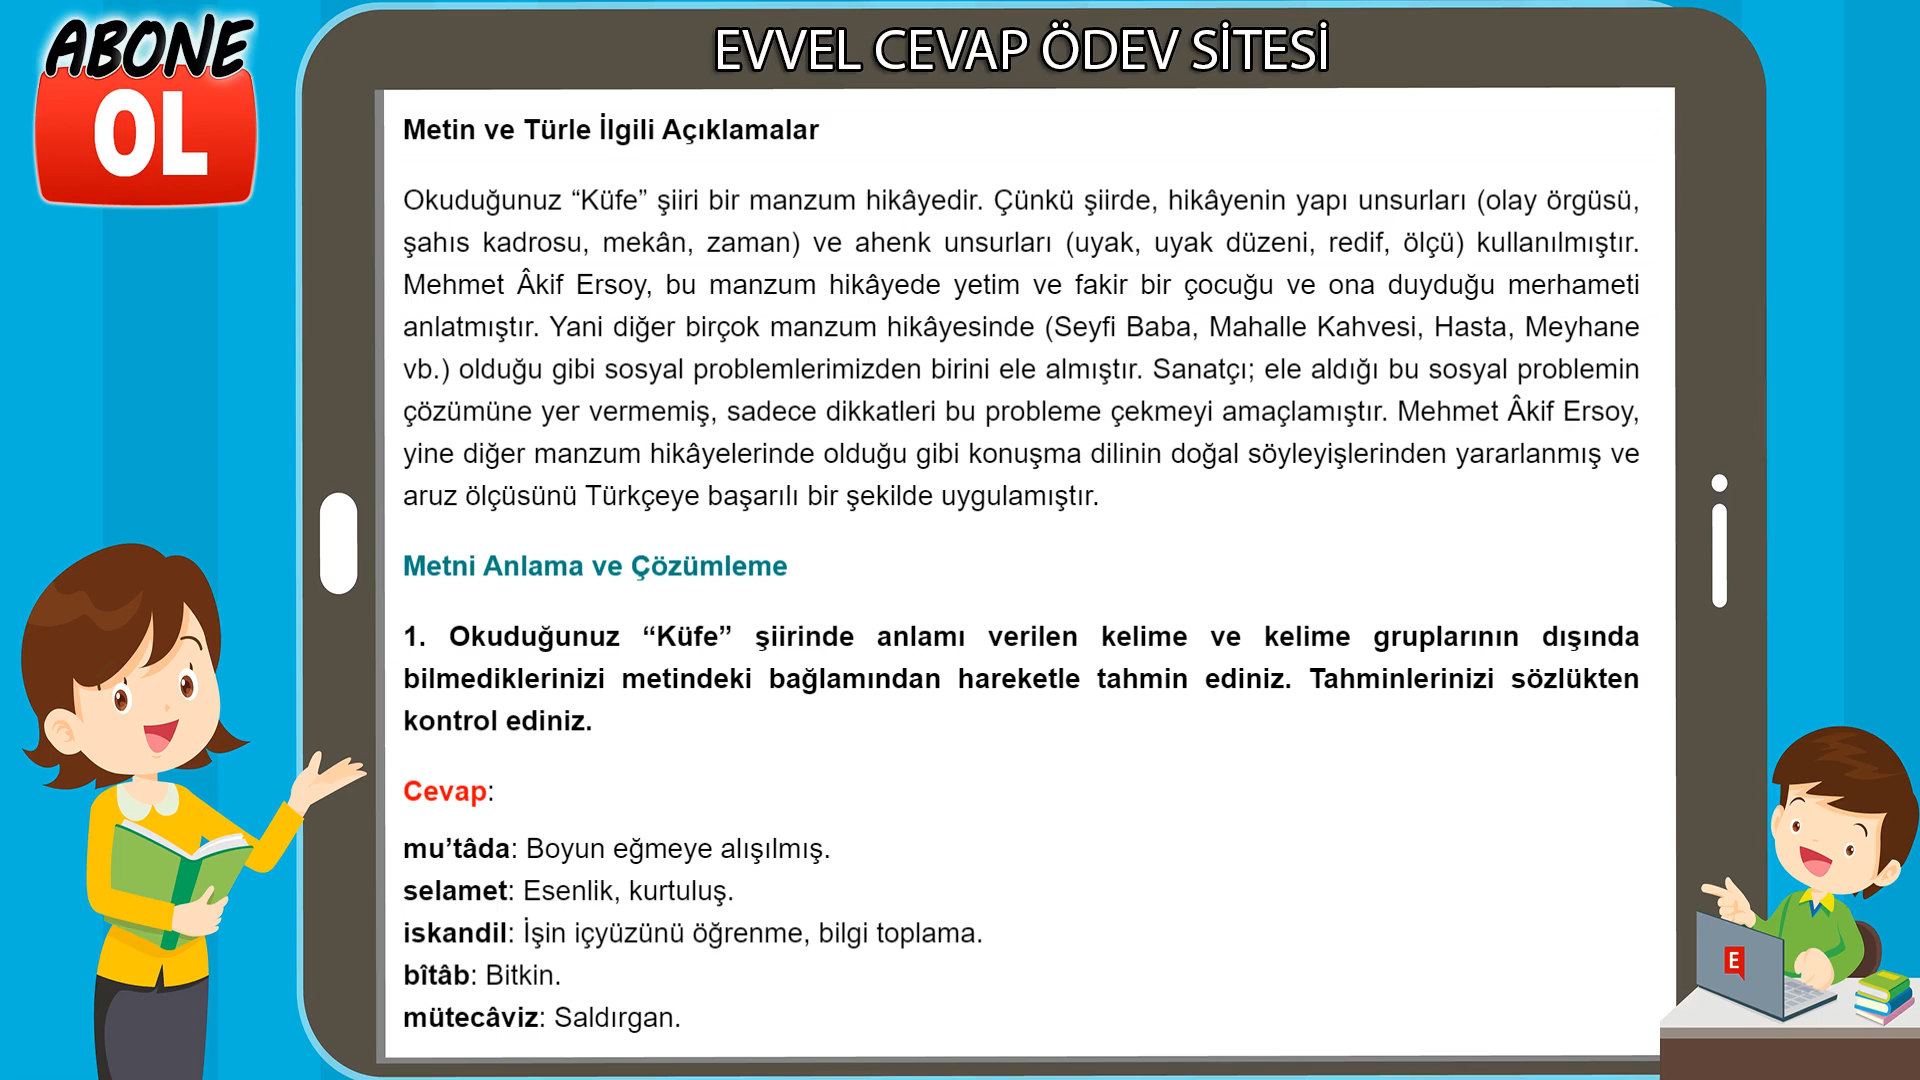 ABONE
OL
EVVEL CEVAP ÖDEV SİTESİ
Metin ve Türle İlgili Açıklamalar
Okuduğunuz “Küfe” şiiri bir manzum hikâyedir. Çünkü şiirde, hikâyenin yapı unsurları (olay örgüsü,
şahıs kadrosu, mekân, zaman) ve ahenk unsurları (uyak, uyak düzeni, redif, ölçü) kullanılmıştır.
Mehmet Âkif Ersoy, bu manzum hikâyede yetim ve fakir bir çocuğu ve ona duyduğu merhameti
anlatmıştır. Yani diğer birçok manzum hikâyesinde (Seyfi Baba, Mahalle Kahvesi, Hasta, Meyhane
vb.) olduğu gibi sosyal problemlerimizden birini ele almıştır. Sanatçı; ele aldığı bu sosyal problemin
çözümüne yer vermemiş, sadece dikkatleri bu probleme çekmeyi amaçlamıştır. Mehmet Âkif Ersoy,
yine diğer manzum hikâyelerinde olduğu gibi konuşma dilinin doğal söyleyişlerinden yararlanmış ve
aruz ölçüsünü Türkçeye başarılı bir şekilde uygulamıştır.
Metni Anlama ve Çözümleme
1. Okuduğunuz “Küfe” şiirinde anlamı verilen kelime ve kelime gruplarının dışında
bilmediklerinizi metindeki bağlamından hareketle tahmin ediniz. Tahminlerinizi sözlükten
kontrol ediniz.
Cevap:
mu’tâda: Boyun eğmeye alışılmış.
selamet: Esenlik, kurtuluş.
iskandil: İşin içyüzünü öğrenme, bilgi toplama.
bîtâb: Bitkin.
mütecâviz: Saldırgan.
E